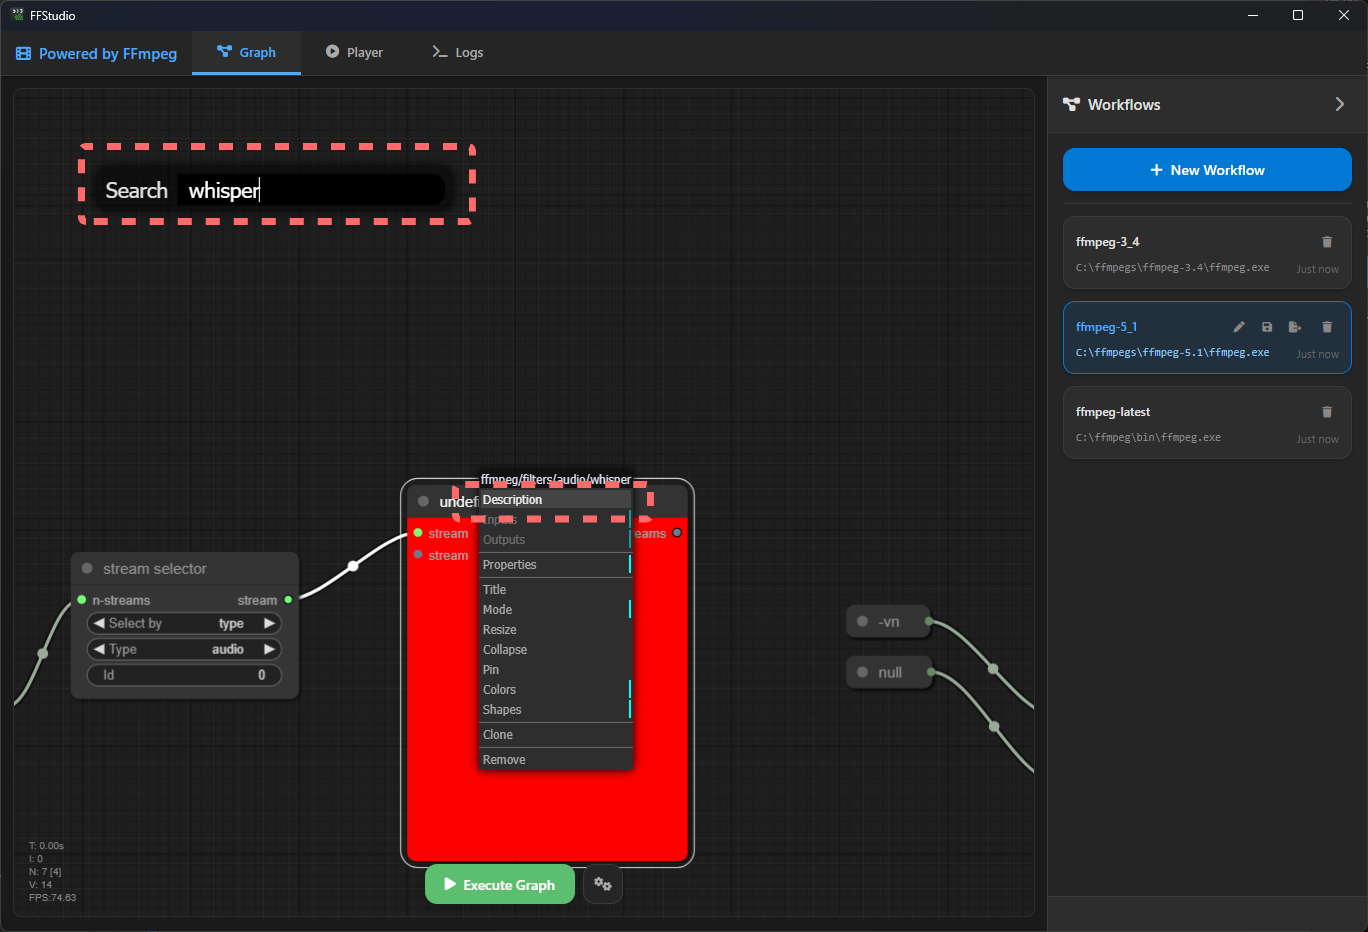 FFStudio
Powered by FFmpeg
Graph
Player
Logs
Workflows
New Workflow
ffmpeg-3_4
C:\ffmpegs\ffmpeg-3.4\ffmpeg.exe
Just now
ffmpeg-5_1
C:\ffmpegs\ffmpeg-5.1\ffmpeg.exe
Just now
ffmpeg-latest
C:\ffmpeg\bin\ffmpeg.exe
Just now
Search whisper
ffmpeg/filters/audio/whisper
undefi
Description
Inputs
Outputs
Properties
Title
Mode
Resize
Collapse
Pin
Colors
Shapes
Clone
Remove
stream
stream
eams
stream selector
n-streams stream
Select by type
Type audio
Id 0
-vn
null
T: 0.00s
I: 0
N: 7 [4]
V: 14
FPS:74.63
Execute Graph